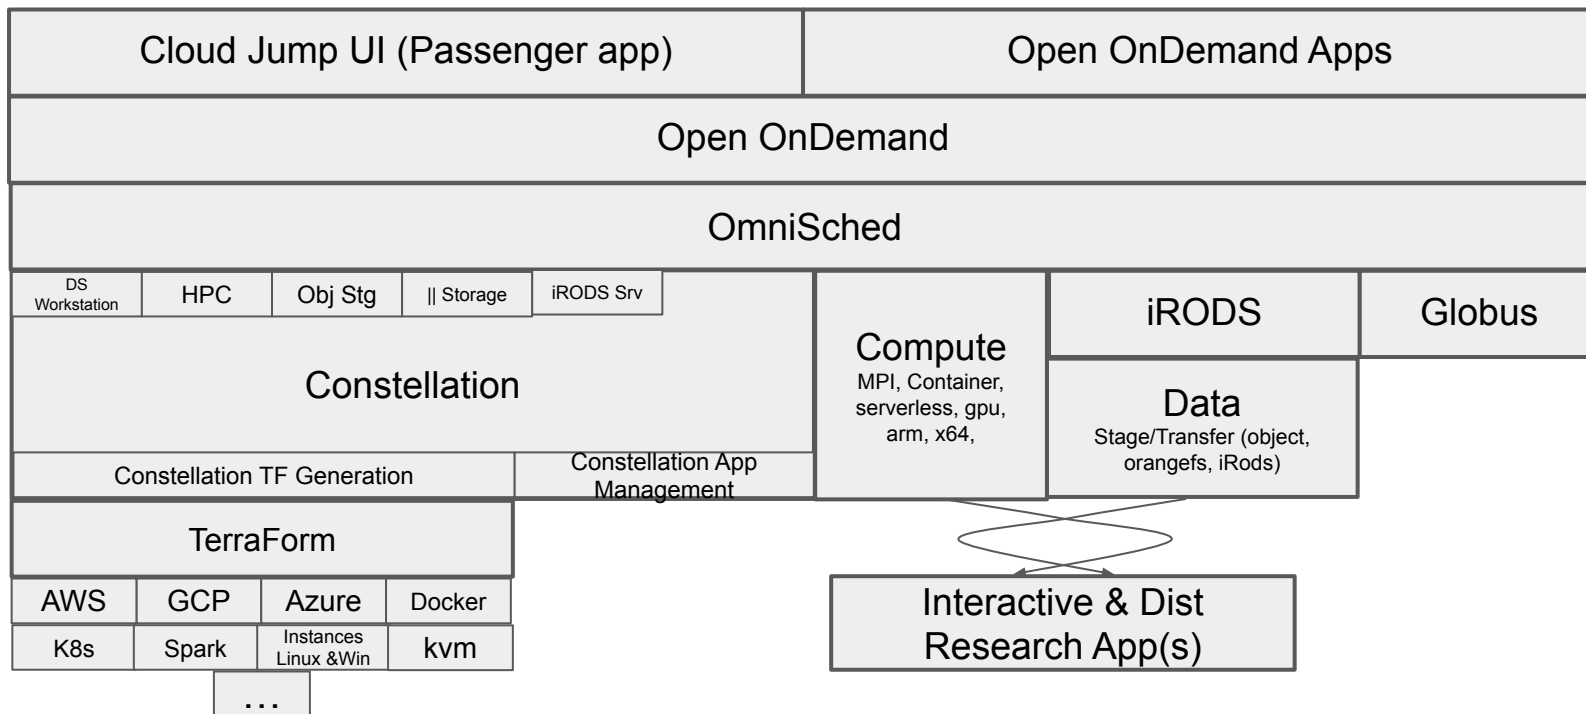 Cloud Jump UI (Passenger app)
Open OnDemand Apps
Open OnDemand
OmniSched
DS
Workstation
HPC
Obj Stg
|| Storage
iRODS Srv
Constellation
Compute
MPI, Container,
serverless, gpu,
arm, x64,
iRODS
Globus
Data
Stage/Transfer (object,
orangefs, iRods)
Constellation TF Generation
Constellation App
Management
TerraForm
AWS
GCP
Azure
Docker
K8s
Spark
Instances
Linux &Win
kvm
...
Interactive & Dist
Research App(s)